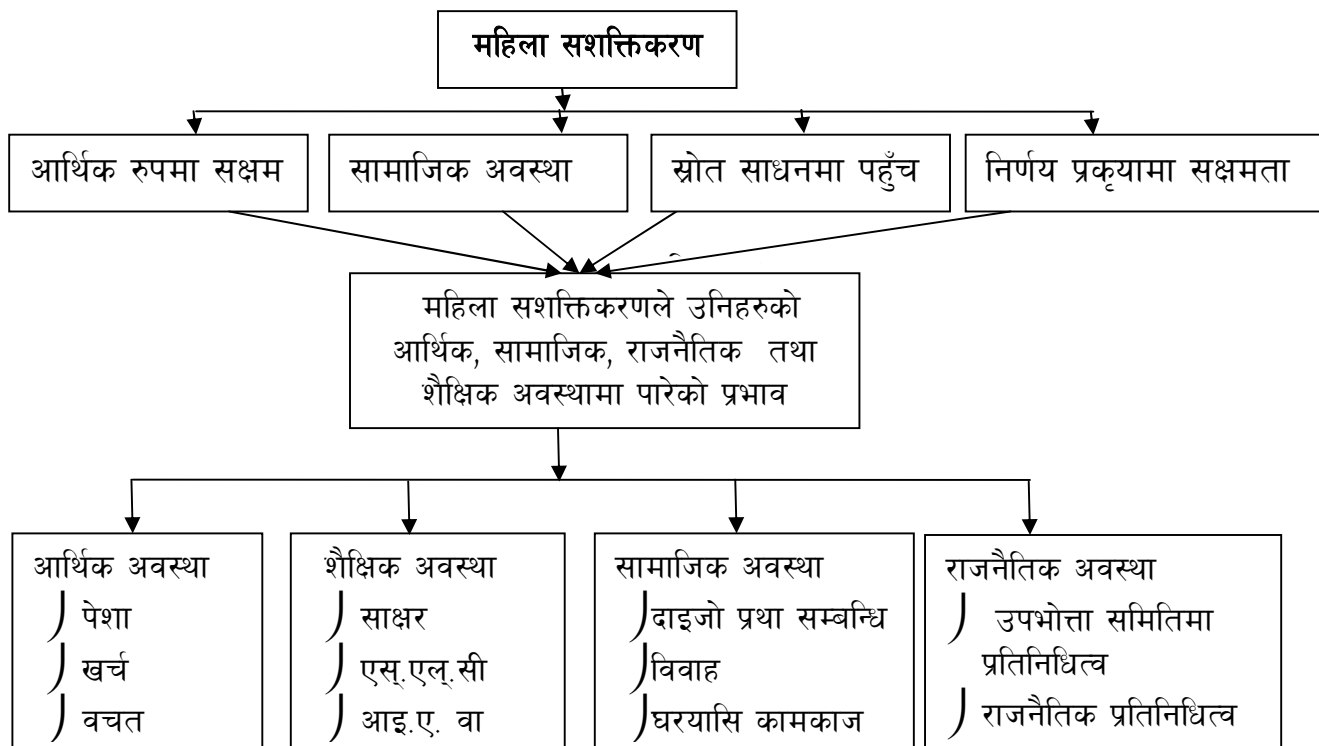 महिला सशक्तिकरण
आर्थिक रुपमा सक्षम
सामाजिक अवस्था
स्रोत साधनमा पहुँच
निर्णय प्रकृयामा सक्षमता
महिला सशक्तिकरणले उनिहरुको
आर्थिक, सामाजिक, राजनैतिक तथा
शैक्षिक अवस्थामा पारेको प्रभाव
आर्थिक अवस्था
पेशा
खर्च
वचत
शैक्षिक अवस्था
साक्षर
एस्.एल्.सी
आइ.ए. वा
सामाजिक अवस्था
दाइजो प्रथा सम्बन्धि
विवाह
घरयासि कामकाज
राजनैतिक अवस्था
उपभोत्ता समितिमा
प्रतिनिधित्व
राजनैतिक प्रतिनिधित्व